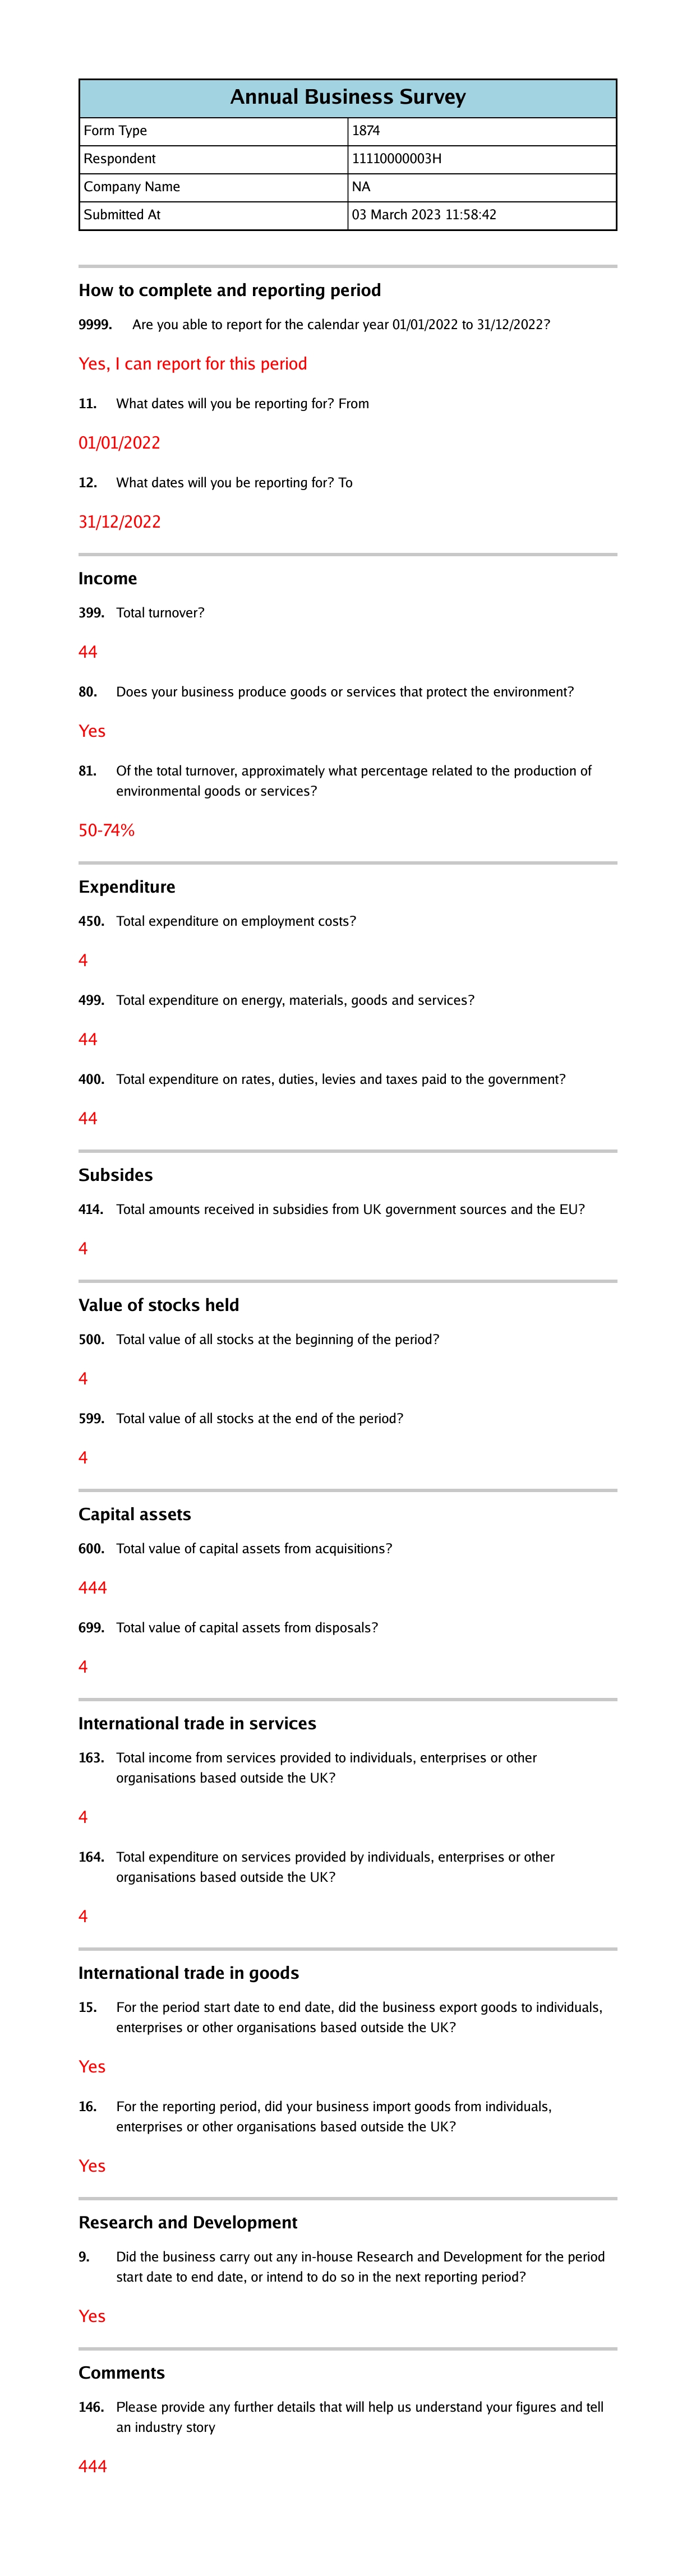 Annual Business Survey
Form Type 1874
Respondent 11110000003H
Company Name NA
Submitted At 03 March 2023 11:58:42
How to complete and reporting period
9999. Are you able to report for the calendar year 01/01/2022 to 31/12/2022?
Yes, I can report for this period
11. What dates will you be reporting for? From
01/01/2022
12. What dates will you be reporting for? To
31/12/2022
Income
399. Total turnover?
44
80. Does your business produce goods or services that protect the environment?
Yes
81. Of the total turnover, approximately what percentage related to the production of
environmental goods or services?
50-74%
Expenditure
450. Total expenditure on employment costs?
4
499. Total expenditure on energy, materials, goods and services?
44
400. Total expenditure on rates, duties, levies and taxes paid to the government?
44
Subsides
414. Total amounts received in subsidies from UK government sources and the EU?
4
Value of stocks held
500. Total value of all stocks at the beginning of the period?
4
599. Total value of all stocks at the end of the period?
4
Capital assets
600. Total value of capital assets from acquisitions?
444
699. Total value of capital assets from disposals?
4
International trade in services
163. Total income from services provided to individuals, enterprises or other
organisations based outside the UK?
4
164. Total expenditure on services provided by individuals, enterprises or other
organisations based outside the UK?
4
International trade in goods
15. For the period start date to end date, did the business export goods to individuals,
enterprises or other organisations based outside the UK?
Yes
16. For the reporting period, did your business import goods from individuals,
enterprises or other organisations based outside the UK?
Yes
Research and Development
9. Did the business carry out any in-house Research and Development for the period
start date to end date, or intend to do so in the next reporting period?
Yes
Comments
146. Please provide any further details that will help us understand your figures and tell
an industry story
444